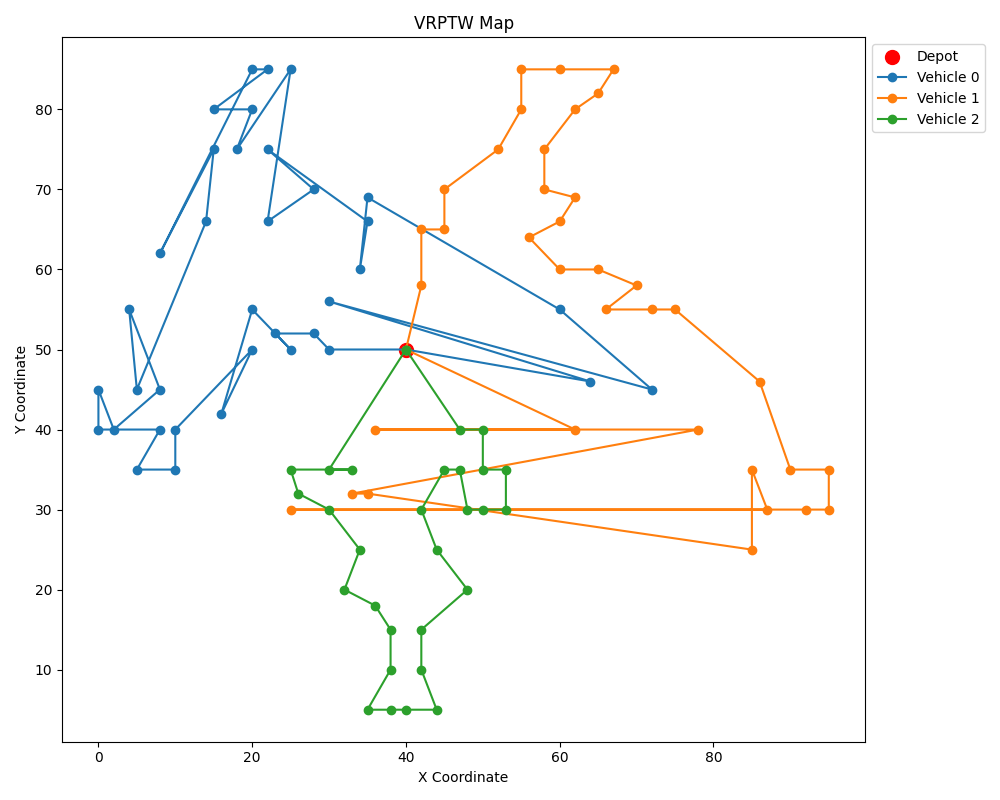 VRPTW Map
Depot
Vehicle 0
Vehicle 1
Vehicle 2
Y Coordinate
80
70
60
50
40
30
20
10
0 20 40 60 80
X Coordinate